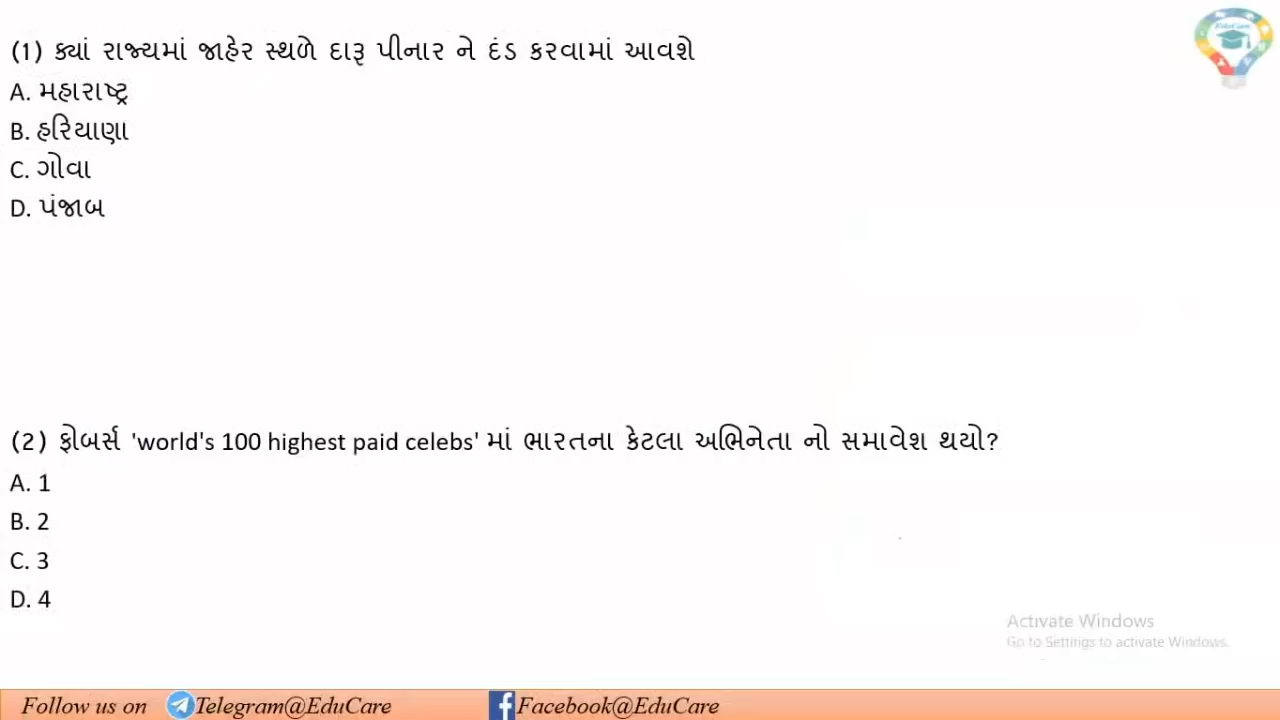 (1) ક્યાં રાજ્યમાં જાહેર સ્થળે દારૂ પીનાર ને દંડ કરવામાં આવશે
A. મહારાષ્ટ્ર
B. હરિયાણા
C. ગોવા
D. પંજાબ
(2) ફોબર્સ 'world's 100 highest paid celebs' માં ભારતના કેટલા અભિનેતા નો સમાવેશ થયો?
A. 1
B. 2
C. 3
D. 4
Activate Windows
Go to Settings to activate Windows.
Follow us on Telegram@EduCare Facebook@EduCare
EduCare